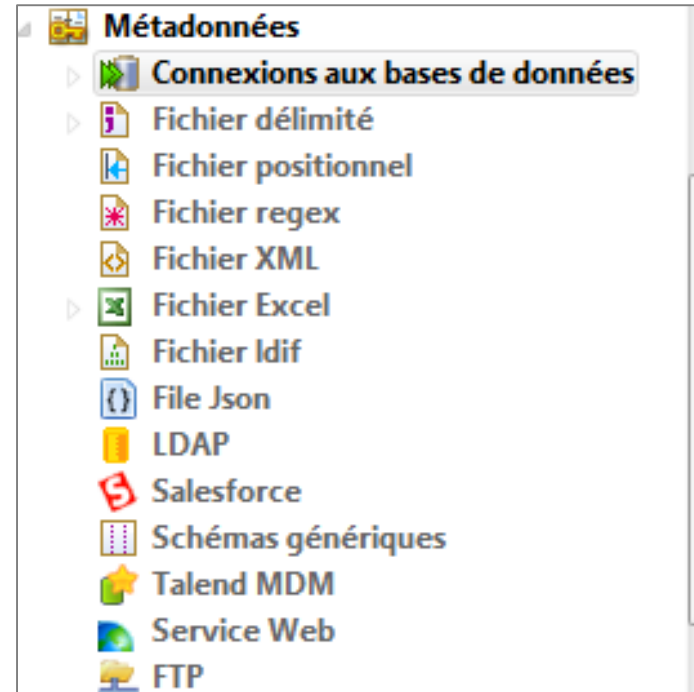 Métadonnées
Connexions aux bases de données
Fichier délimité
Fichier positionnel
Fichier regex
Fichier XML
Fichier Excel
Fichier ldif
File Json
LDAP
Salesforce
Schémas génériques
Talend MDM
Service Web
FTP